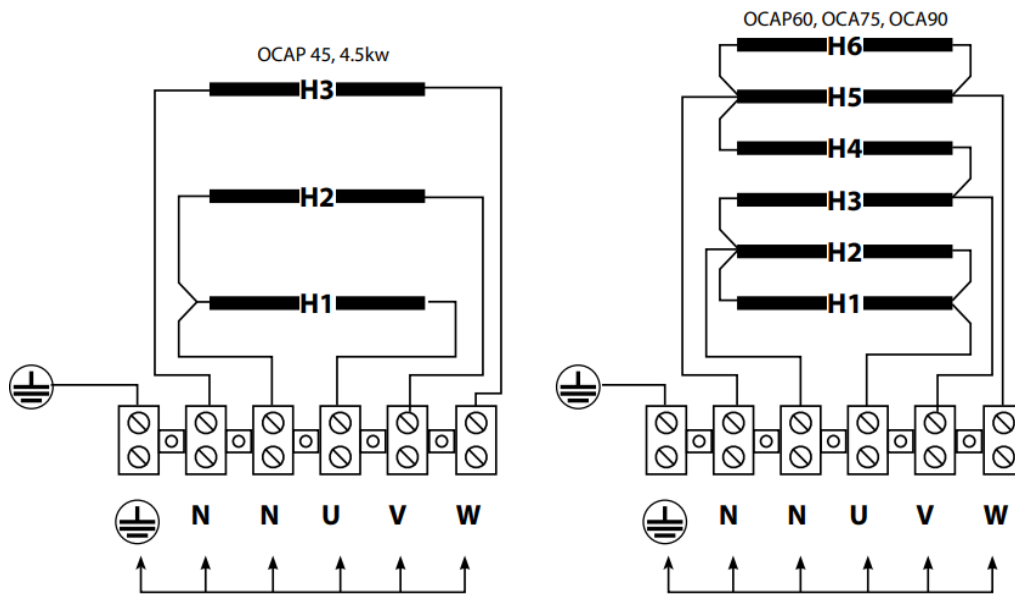 OCAP 45, 4.5kw
H3
H2
H1
N N U V W
OCAP60, OCA75, OCA90
H6
H5
H4
H3
H2
H1
N N U V W